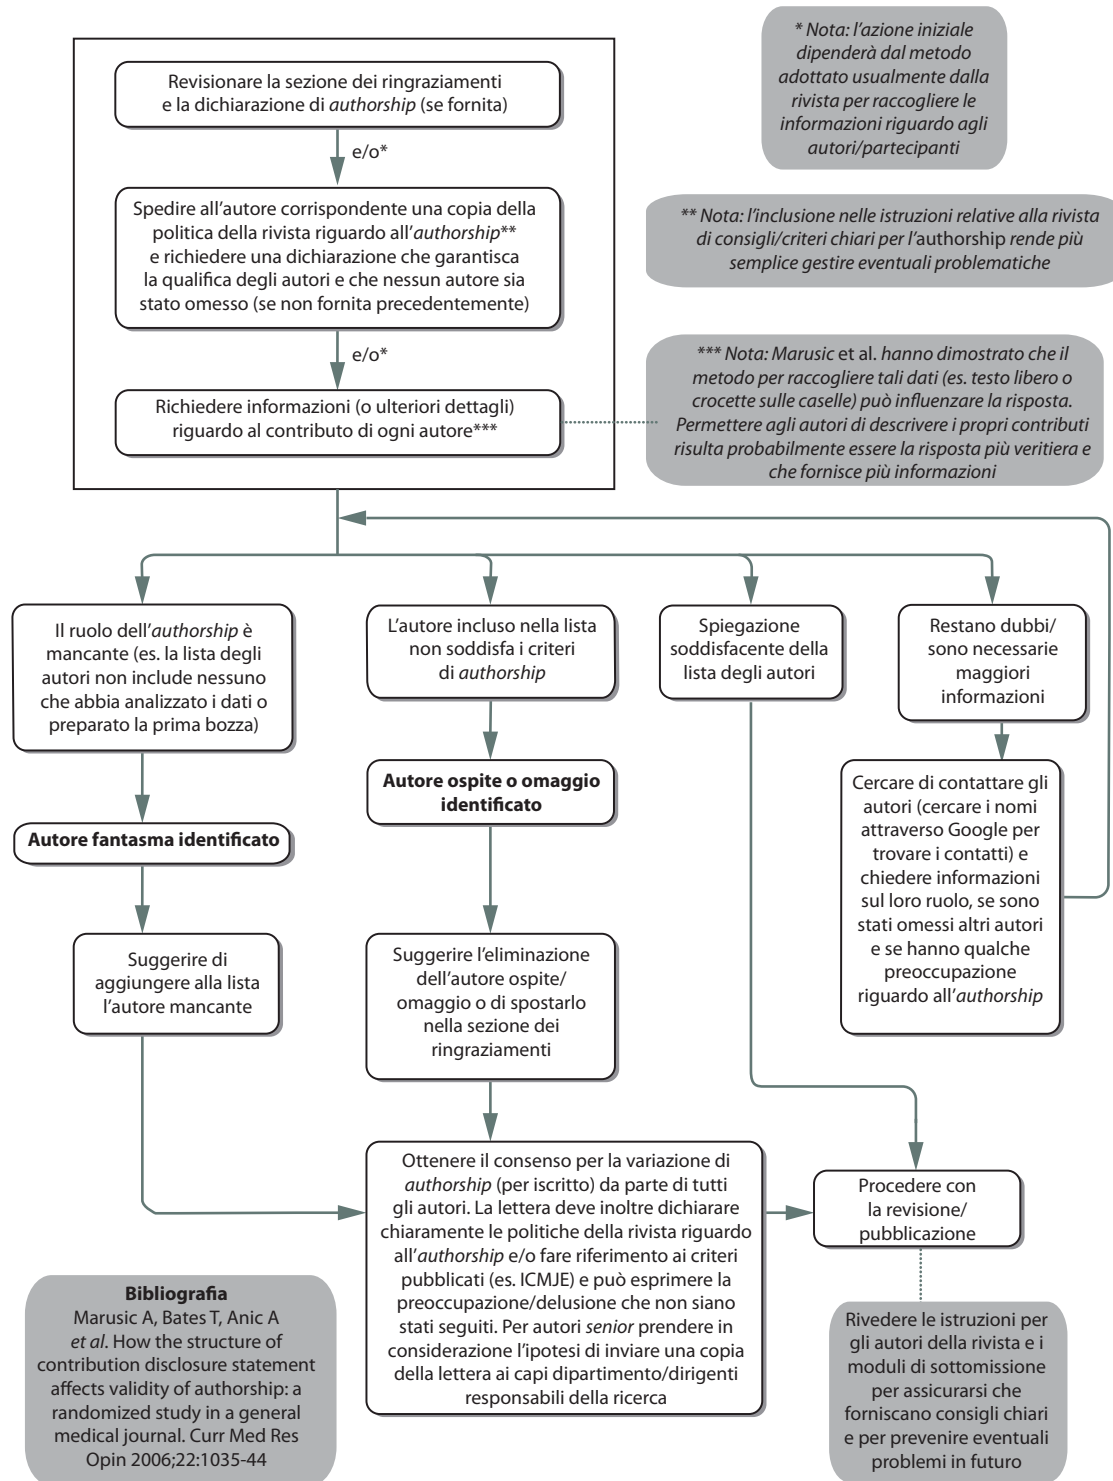 Revisionare la sezione dei ringraziamenti
e la dichiarazione di authorship (se fornita)
e/o*
Spedire all'autore corrispondente una copia della
politica della rivista riguardo all'authorship**
e richiedere una dichiarazione che garantisca
la qualifica degli autori e che nessun autore sia
stato omesso (se non fornita precedentemente)
e/o*
Richiedere informazioni (o ulteriori dettagli)
riguardo al contributo di ogni autore***
* Nota: l'azione iniziale
dipenderà dal metodo
adottato usualmente dalla
rivista per raccogliere le
informazioni riguardo agli
autori/partecipanti
** Nota: l'inclusione nelle istruzioni relative alla rivista
di consigli/criteri chiari per l'authorship rende più
semplice gestire eventuali problematiche
*** Nota: Marusic et al. hanno dimostrato che il
metodo per raccogliere tali dati (es. testo libero o
crocette sulle caselle) può influenzare la risposta.
Permettere agli autori di descrivere i propri contributi
risulta probabilmente essere la risposta più veritiera e
che fornisce più informazioni
Il ruolo dell'authorship è
mancante (es. la lista degli
autori non include nessuno
che abbia analizzato i dati o
preparato la prima bozza)
Autore fantasma identificato
Suggerire di
aggiungere alla lista
l'autore mancante
L'autore incluso nella lista
non soddisfa i criteri
di authorship
Autore ospite o omaggio
identificato
Suggerire l'eliminazione
dell'autore ospite/
omaggio o di spostarlo
nella sezione dei
ringraziamenti
Spiegazione
soddisfacente della
lista degli autori
Restano dubbi/
sono necessarie
maggiori
informazioni
Cercare di contattare gli
autori (cercare i nomi
attraverso Google per
trovare i contatti) e
chiedere informazioni
sul loro ruolo, se sono
stati omessi altri autori
e se hanno qualche
preoccupazione
riguardo all'authorship
Ottenere il consenso per la variazione di
authorship (per iscritto) da parte di tutti
gli autori. La lettera deve inoltre dichiarare
chiaramente le politiche della rivista riguardo
all'authorship e/o fare riferimento ai criteri
pubblicati (es. ICMJE) e può esprimere la
preoccupazione/delusione che non siano
stati seguiti. Per autori senior prendere in
considerazione l'ipotesi di inviare una copia
della lettera ai capi dipartimento/dirigenti
responsabili della ricerca
Procedere con
la revisione/
pubblicazione
Bibliografia
Marusic A, Bates T, Anic A
et al. How the structure of
contribution disclosure statement
affects validity of authorship: a
randomized study in a general
medical journal. Curr Med Res
Opin 2006;22:1035-44
Rivedere le istruzioni per
gli autori della rivista e i
moduli di sottomissione
per assicurarsi che
forniscano consigli chiari
e per prevenire eventuali
problemi in futuro